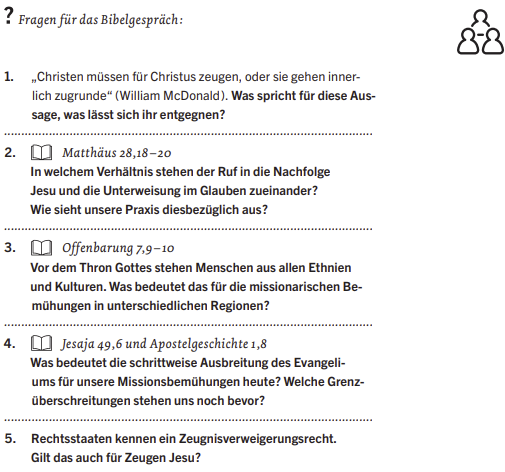 ? Fragen für das Bibelgespräch:
1. „Christen müssen für Christus zeugen, oder sie gehen inner-
lich zugrunde“ (William McDonald). Was spricht für diese Aus-
sage, was lässt sich ihr entgegnen?
2. Matthäus 28,18–20
In welchem Verhältnis stehen der Ruf in die Nachfolge
Jesu und die Unterweisung im Glauben zueinander?
Wie sieht unsere Praxis diesbezüglich aus?
3. Offenbarung 7,9–10
Vor dem Thron Gottes stehen Menschen aus allen Ethnien
und Kulturen. Was bedeutet das für die missionarischen Be-
mühungen in unterschiedlichen Regionen?
4. Jesaja 49,6 und Apostelgeschichte 1,8
Was bedeutet die schrittweise Ausbreitung des Evangeli-
ums für unsere Missionsbemühungen heute? Welche Grenz-
überschreitungen stehen uns noch bevor?
5. Rechtsstaaten kennen ein Zeugnisverweigerungsrecht.
Gilt das auch für Zeugen Jesu?